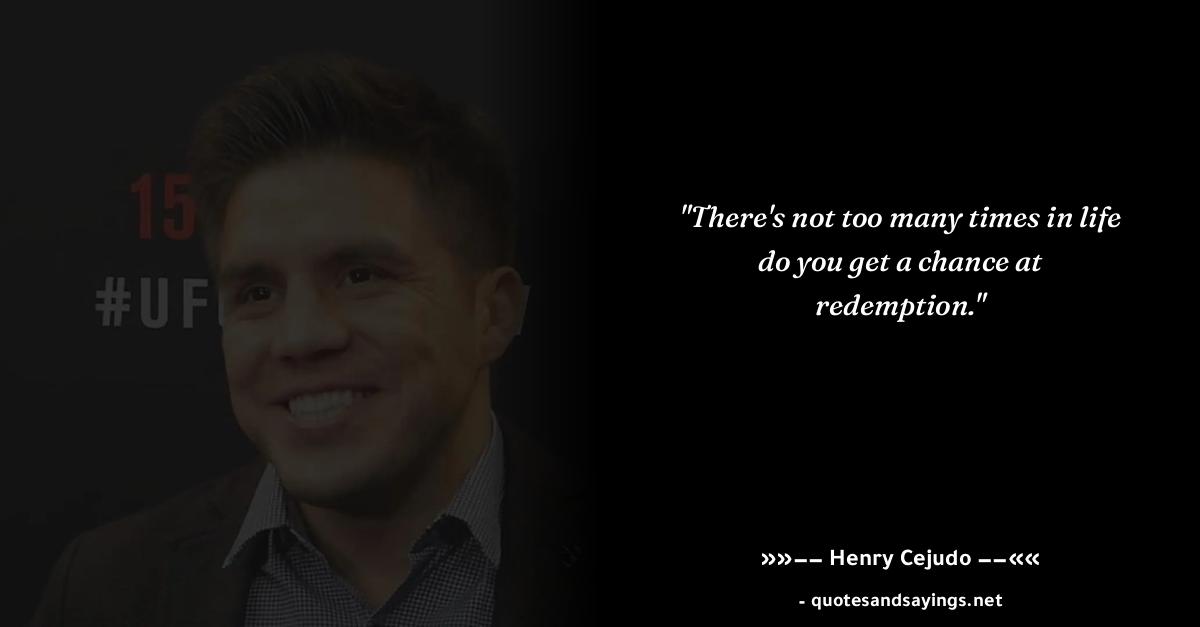 15
#UF
"There's not too many times in life
do you get a chance at
redemption."
»»–– Henry Cejudo ––««
- quotesandsayings.net